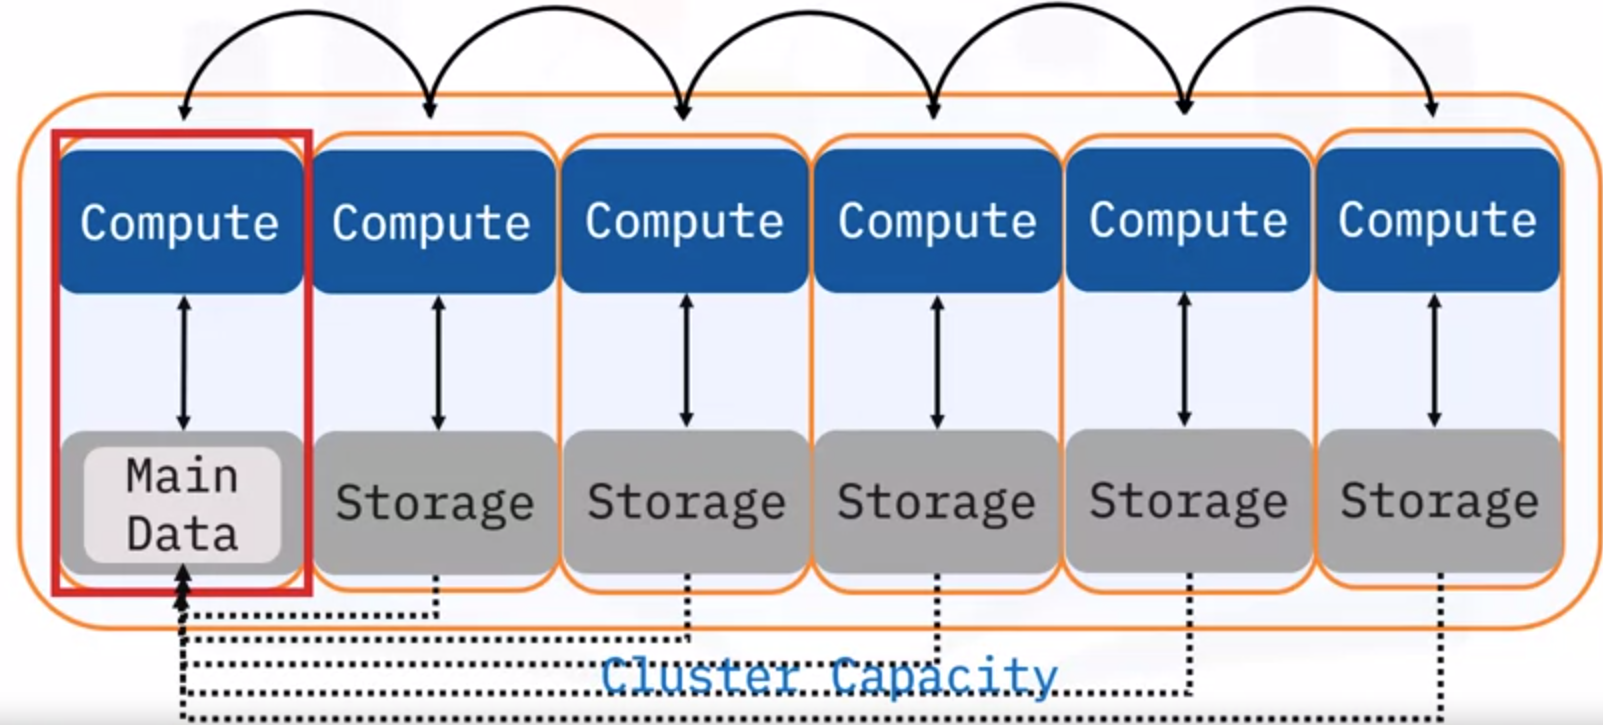 Compute
Compute
Compute
Compute
Compute
Compute
Main
Data
Storage
Storage
Storage
Storage
Storage
Cluster Capacity